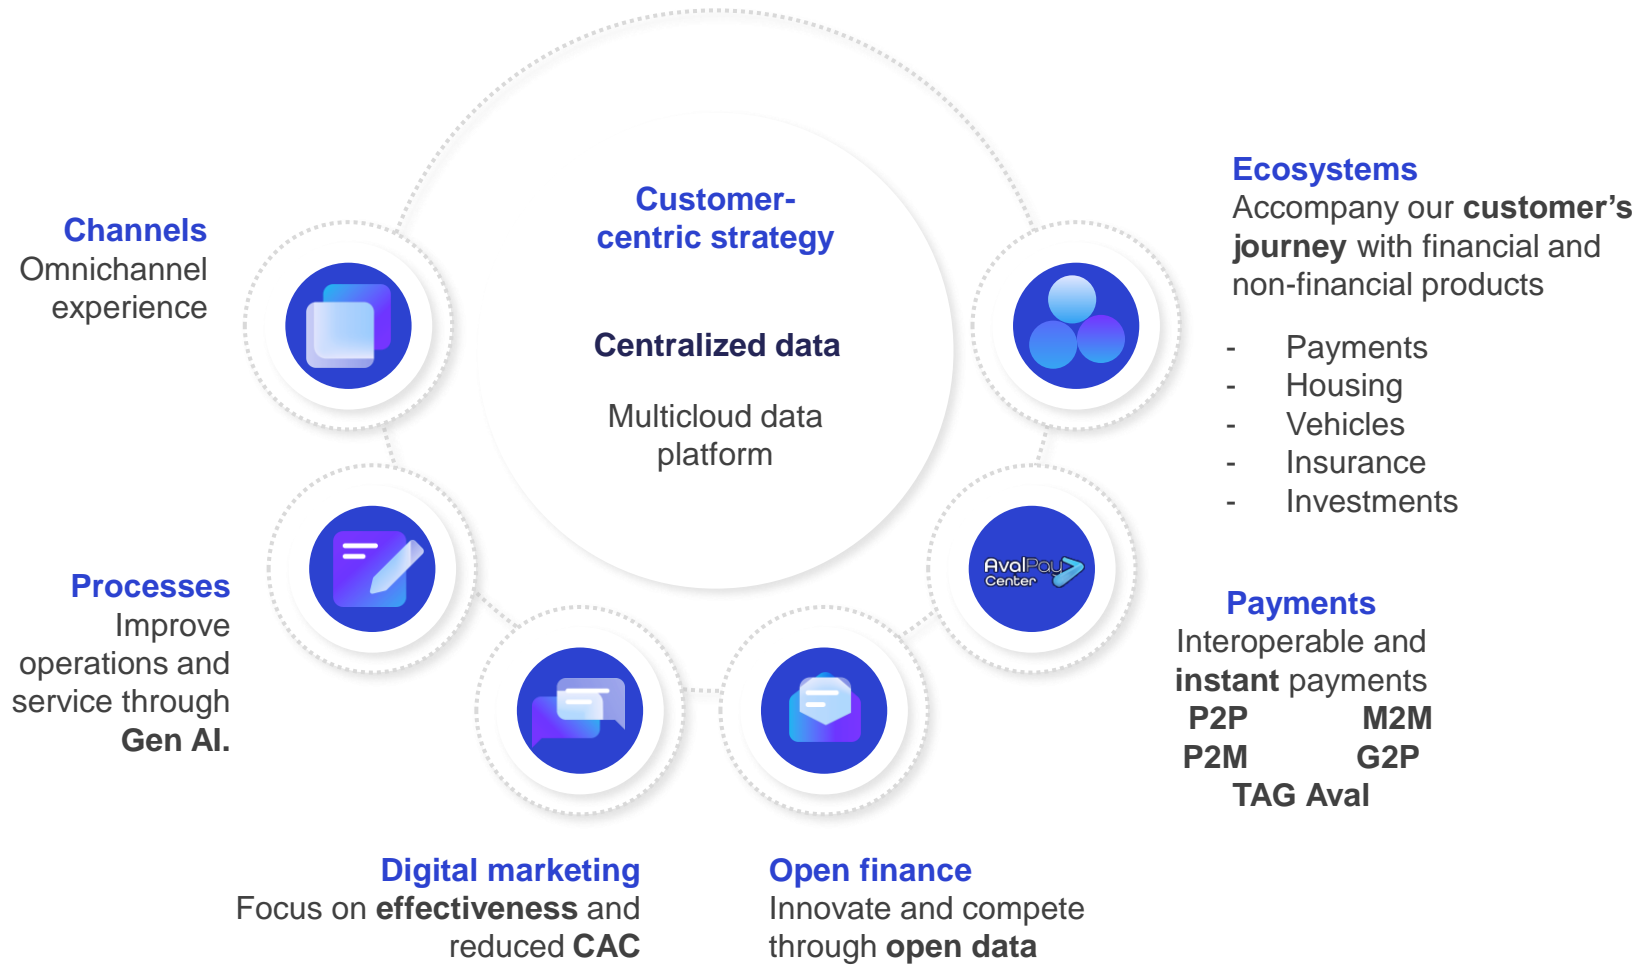 Customer-
centric strategy
Centralized data
Multicloud data
platform
Channels
Omnichannel
experience
Processes
Improve
operations and
service through
Gen AI.
Digital marketing
Focus on effectiveness and
reduced CAC
Open finance
Innovate and compete
through open data
AvalPay
Center
Payments
Interoperable and
instant payments
P2P M2M
P2M G2P
TAG Aval
Ecosystems
Accompany our customer’s
journey with financial and
non-financial products
- Payments
- Housing
- Vehicles
- Insurance
- Investments